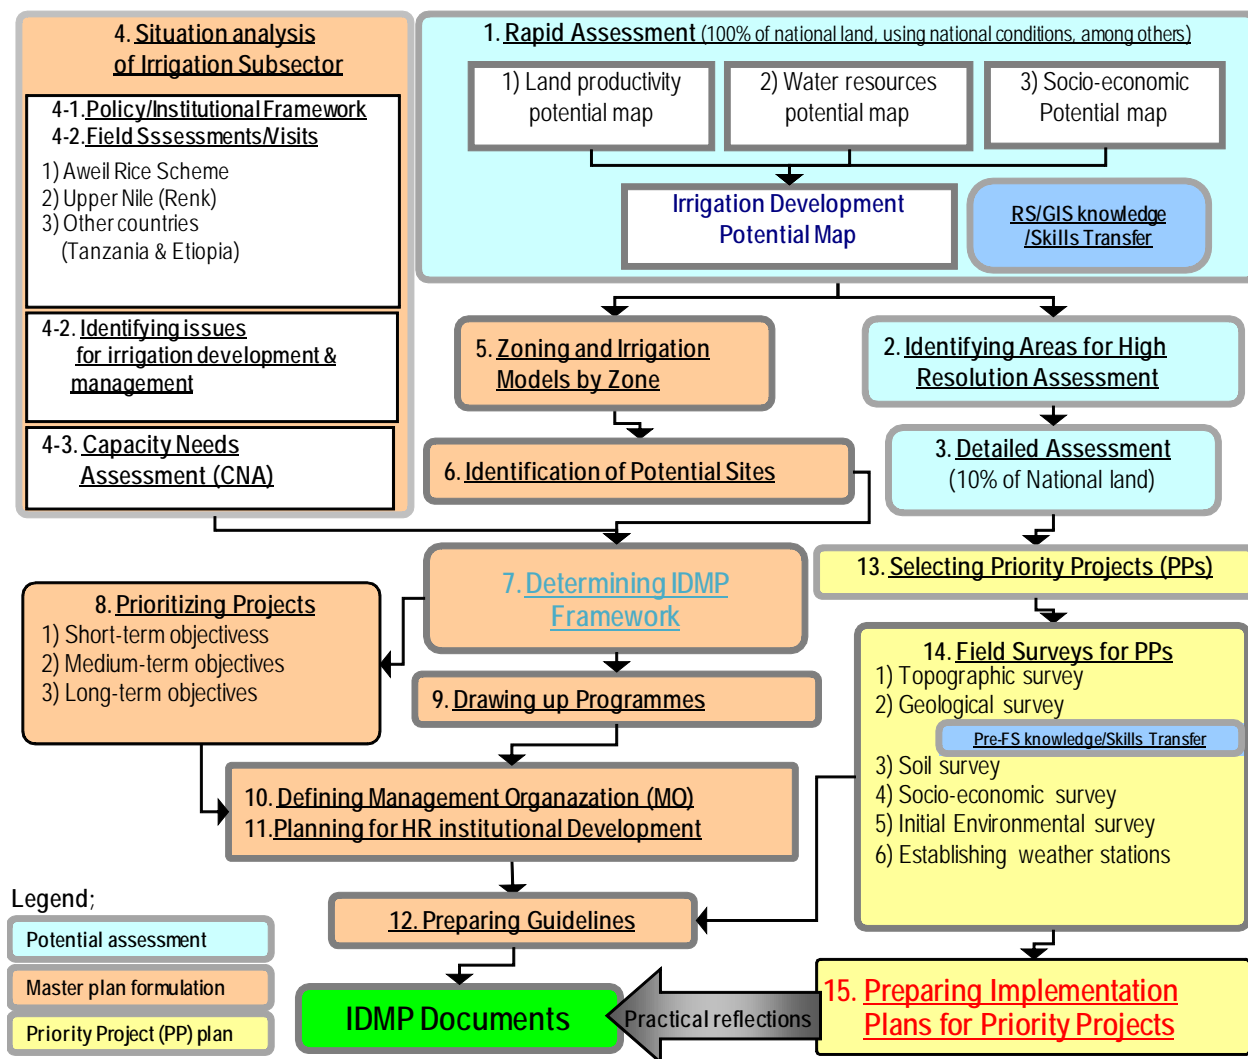 4. Situation analysis
of Irrigation Subsector
4-1. Policy/Institutional Framework
4-2. Field Sssessments/Visits
1) Aweil Rice Scheme
2) Upper Nile (Renk)
3) Other countries
(Tanzania & Etiopia)
4-2. Identifying issues
for irrigation development &
management
4-3. Capacity Needs
Assessment (CNA)
1. Rapid Assessment (100% of national land, using national conditions, among others)
1) Land productivity
potential map
2) Water resources
potential map
3) Socio-economic
Potential map
Irrigation Development
Potential Map
RS/GIS knowledge
/Skills Transfer
5. Zoning and Irrigation
Models by Zone
2. Identifying Areas for High
Resolution Assessment
6. Identification of Potential Sites
3. Detailed Assessment
(10% of National land)
7. Determining IDMP
Framework
13. Selecting Priority Projects (PPs)
8. Prioritizing Projects
1) Short-term objectivess
2) Medium-term objectives
3) Long-term objectives
9. Drawing up Programmes
14. Field Surveys for PPs
1) Topographic survey
2) Geological survey
Pre-FS knowledge/Skills Transfer
3) Soil survey
4) Socio-economic survey
5) Initial Environmental survey
6) Establishing weather stations
10. Defining Management Organazation (MO)
11. Planning for HR institutional Development
12. Preparing Guidelines
Legend;
Potential assessment
Master plan formulation
Priority Project (PP) plan
IDMP Documents
Practical reflections
15. Preparing Implementation
Plans for Priority Projects